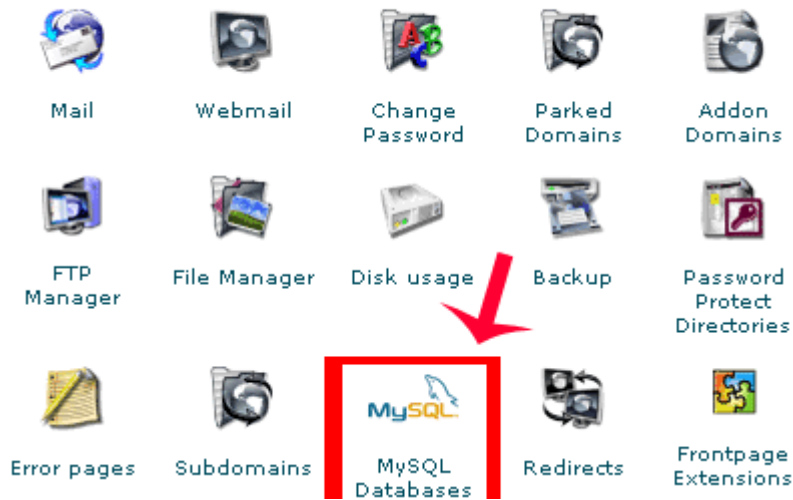 Mail
Webmail
Change
Password
Parked
Domains
Addon
Domains
FTP
Manager
File Manager
Disk usage
Backup
Password
Protect
Directories
Error pages
Subdomains
MySQL
MySQL
Databases
Redirects
Frontpage
Extensions